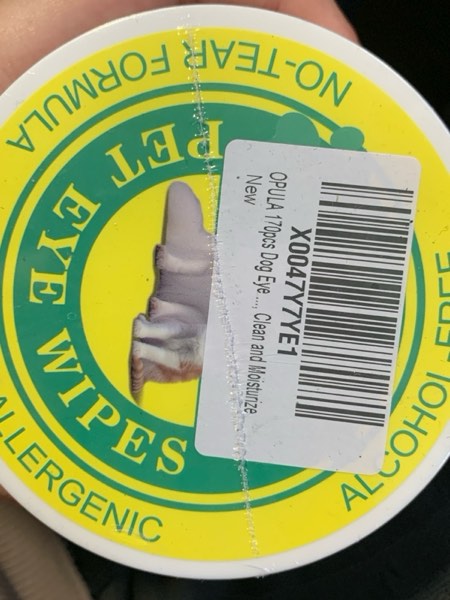 NO-TEAR FORMULA
PET EYE WIPES
ALLERGENIC
ALCOHOL-FREE
X0047Y7YE1
OPULA 170pcs Dog Eye..., Clean and Moisturize
New